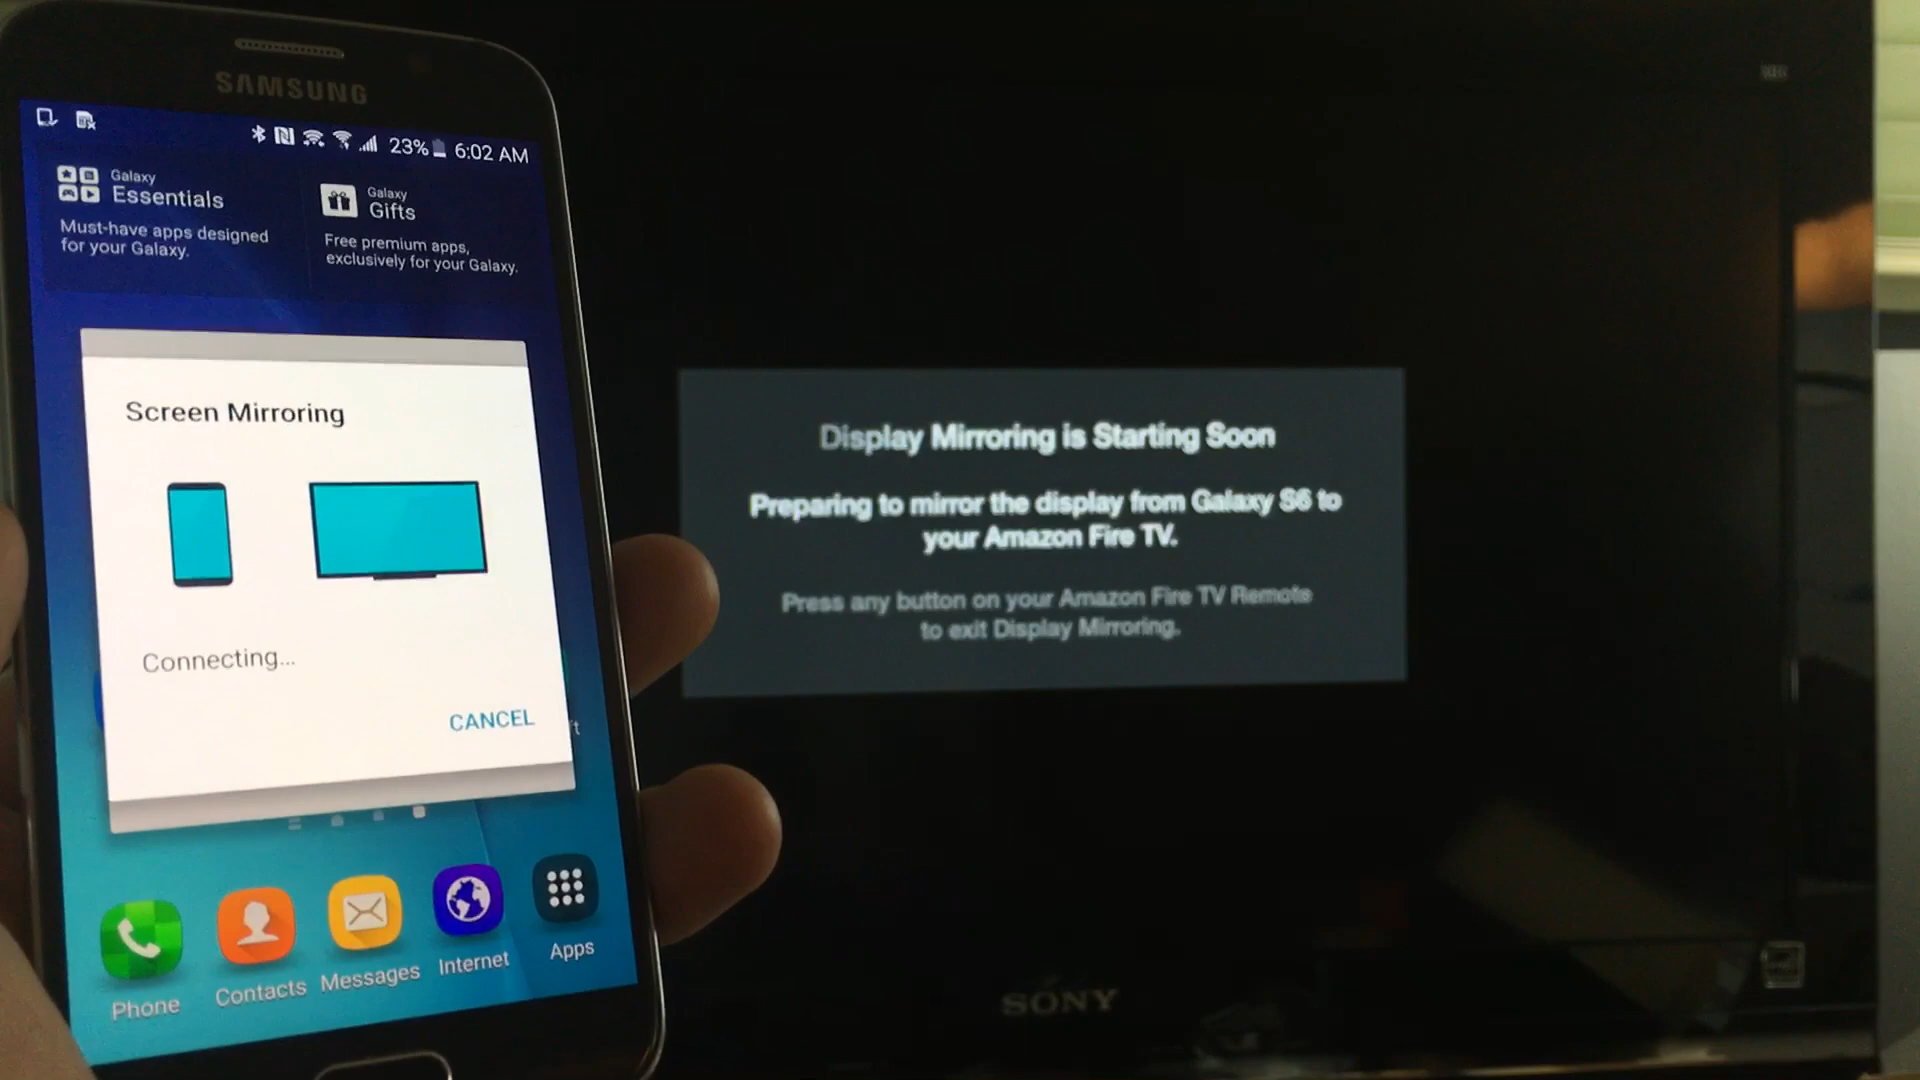 SAMSUNG
23% 6:02 AM
Galaxy
Essentials
Must-have apps designed
for your Galaxy.
Galaxy
Gifts
Free premium apps,
exclusively for your Galaxy.
Screen Mirroring
Connecting...
CANCEL
Phone
Contacts
Messages
Internet
Apps
Display Mirroring is Starting Soon
Preparing to mirror the display from Galaxy S6 to
your Amazon Fire TV.
Press any button on your Amazon Fire TV Remote
to exit Display Mirroring.
SONY